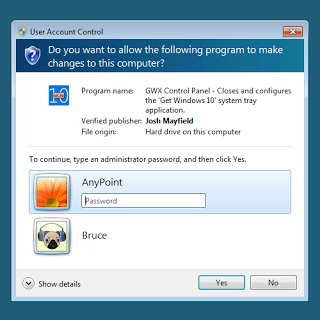 User Account Control
Do you want to allow the following program to make
changes to this computer?
10
Program name: GWX Control Panel - Closes and configures
the 'Get Windows 10' system tray
application.
Verified publisher: Josh Mayfield
File origin: Hard drive on this computer
To continue, type an administrator password, and then click Yes.
AnyPoint
Password
Bruce
Show details
Yes
No